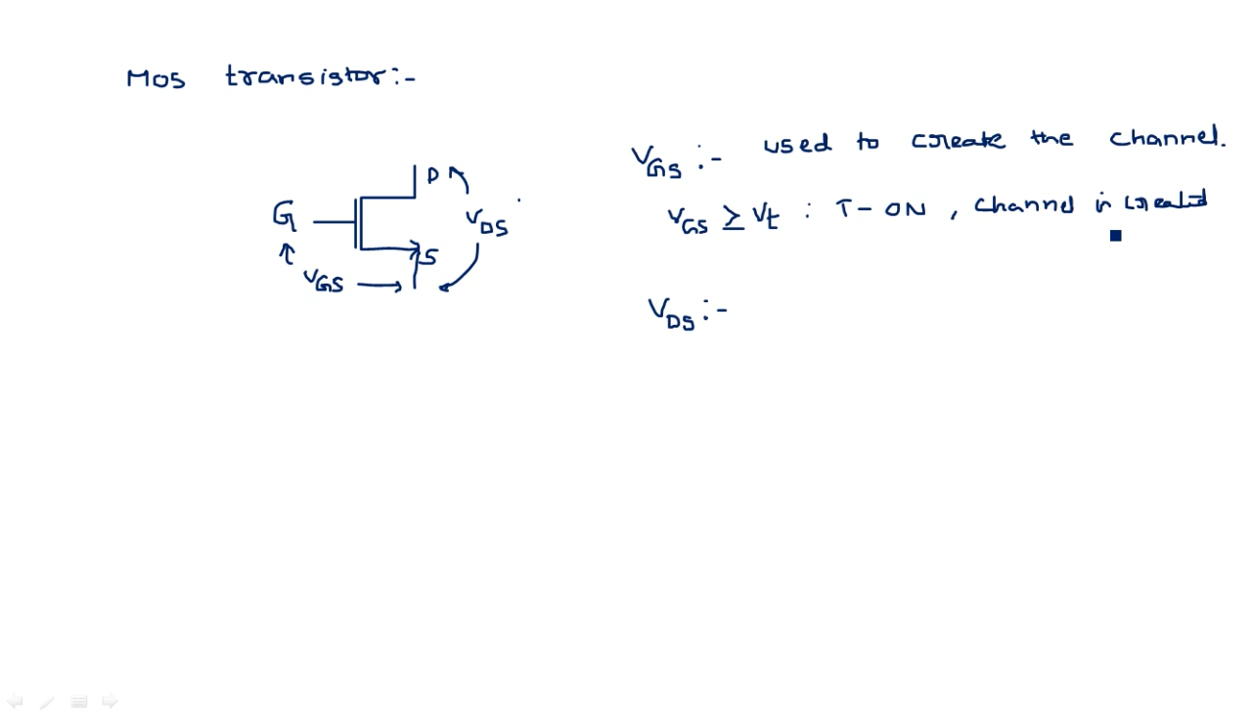 Mos transistor:-
VGS :- used to create the channel.
VGS ≥ Vt : T-ON , channel is created
VDS :-
D
G
VDS
S
VGS